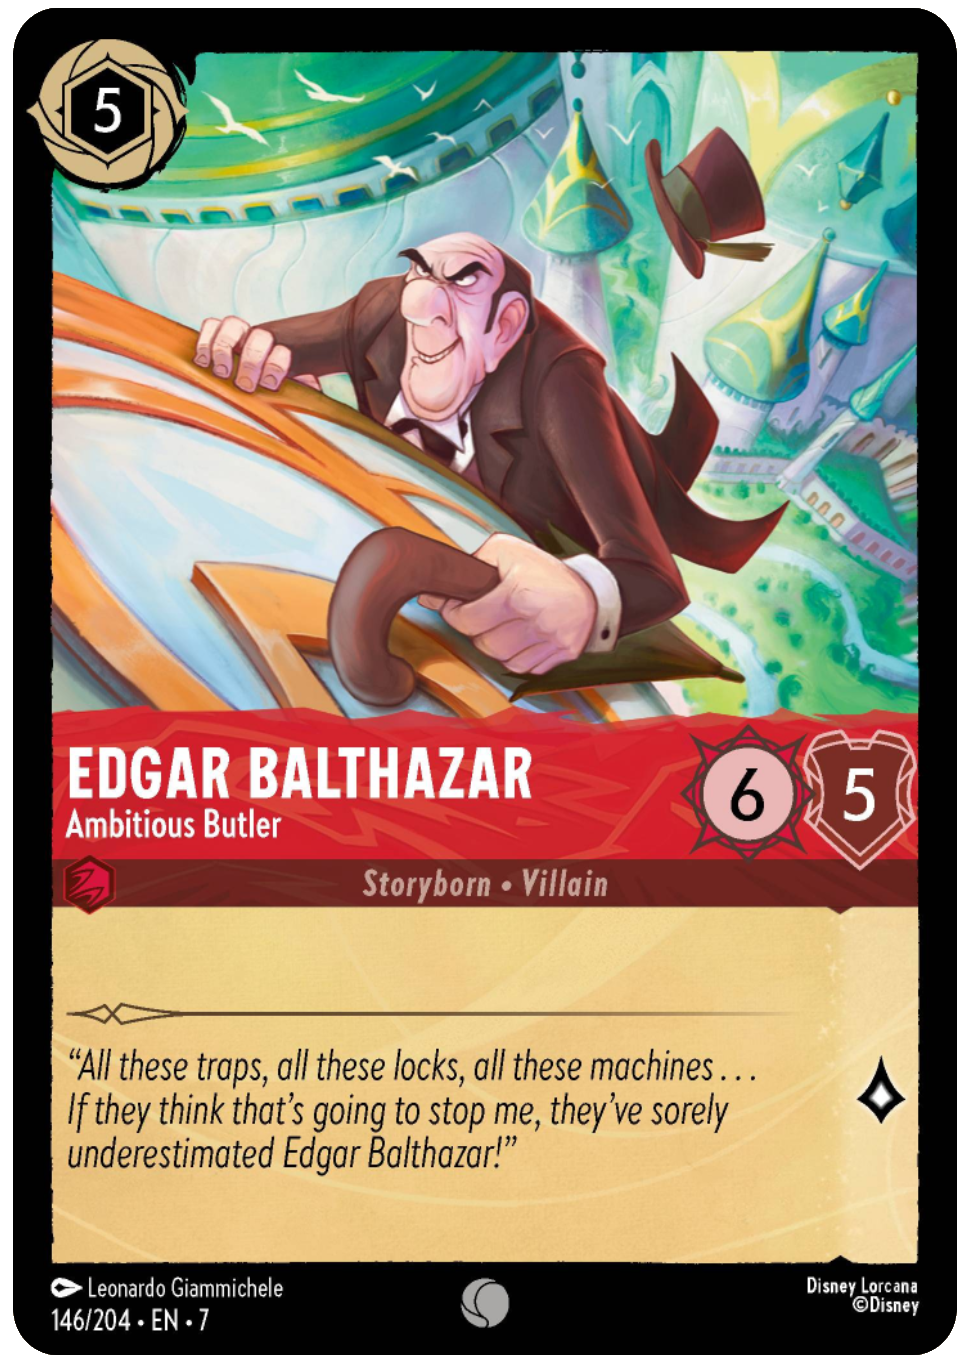 5
EDGAR BALTHAZAR
Ambitious Butler
6
5
Storyborn • Villain
“All these traps, all these locks, all these machines . . .
If they think that’s going to stop me, they’ve sorely
underestimated Edgar Balthazar!”
Leonardo Giammichele
146/204 • EN • 7
Disney Lorcana
©Disney